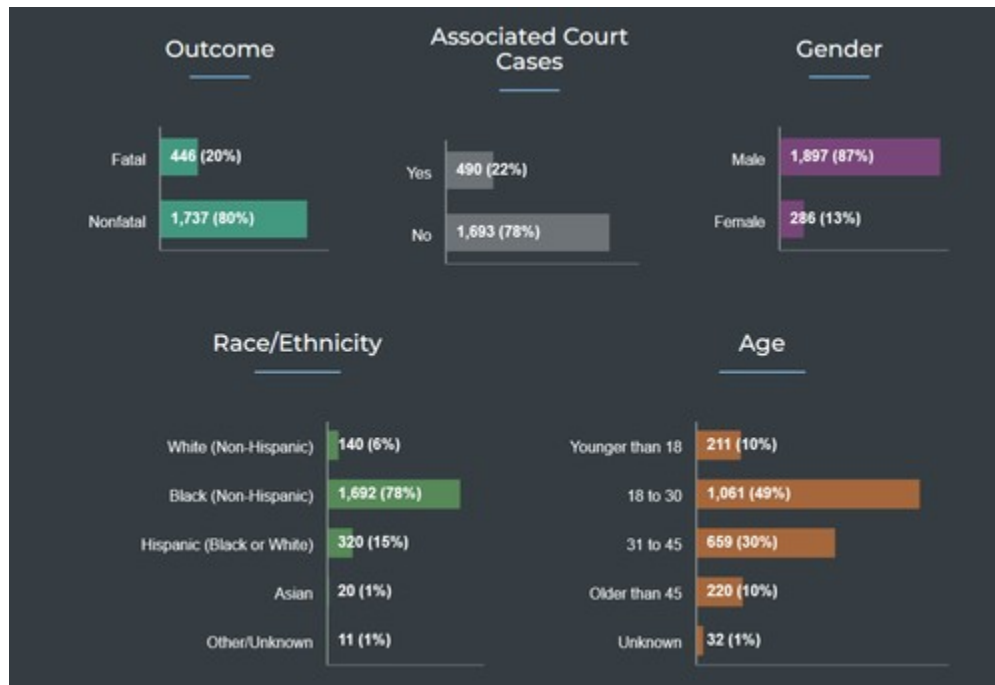 Outcome
Fatal 446 (20%)
Nonfatal 1,737 (80%)
Associated Court
Cases
Yes 490 (22%)
No 1,693 (78%)
Gender
Male 1,897 (87%)
Female 286 (13%)
Race/Ethnicity
White (Non-Hispanic) 140 (6%)
Black (Non-Hispanic) 1,692 (78%)
Hispanic (Black or White) 320 (15%)
Asian 20 (1%)
Other/Unknown 11 (1%)
Age
Younger than 18 211 (10%)
18 to 30 1,061 (49%)
31 to 45 659 (30%)
Older than 45 220 (10%)
Unknown 32 (1%)